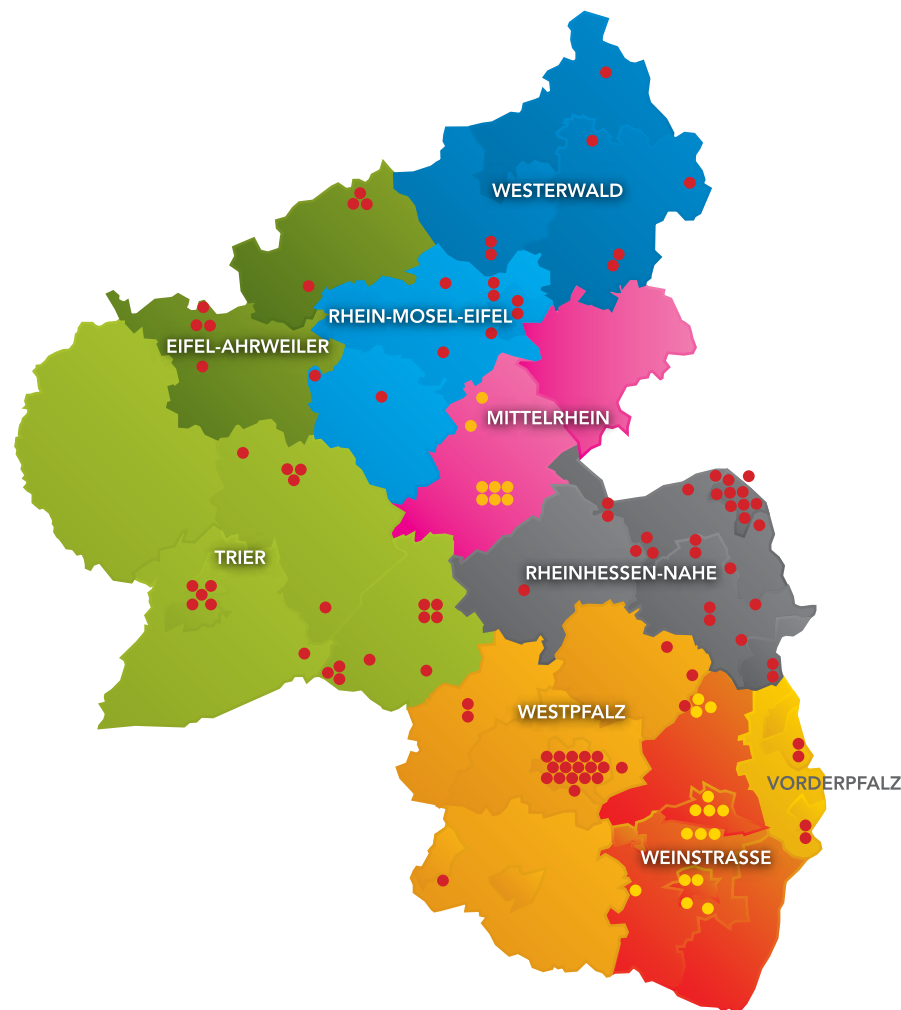 WESTERWALD
RHEIN-MOSEL-EIFEL
EIFEL-AHRWEILER
MITTELRHEIN
TRIER
RHEINHESSEN-NAHE
WESTPFALZ
VORDERPFALZ
WEINSTRASSE